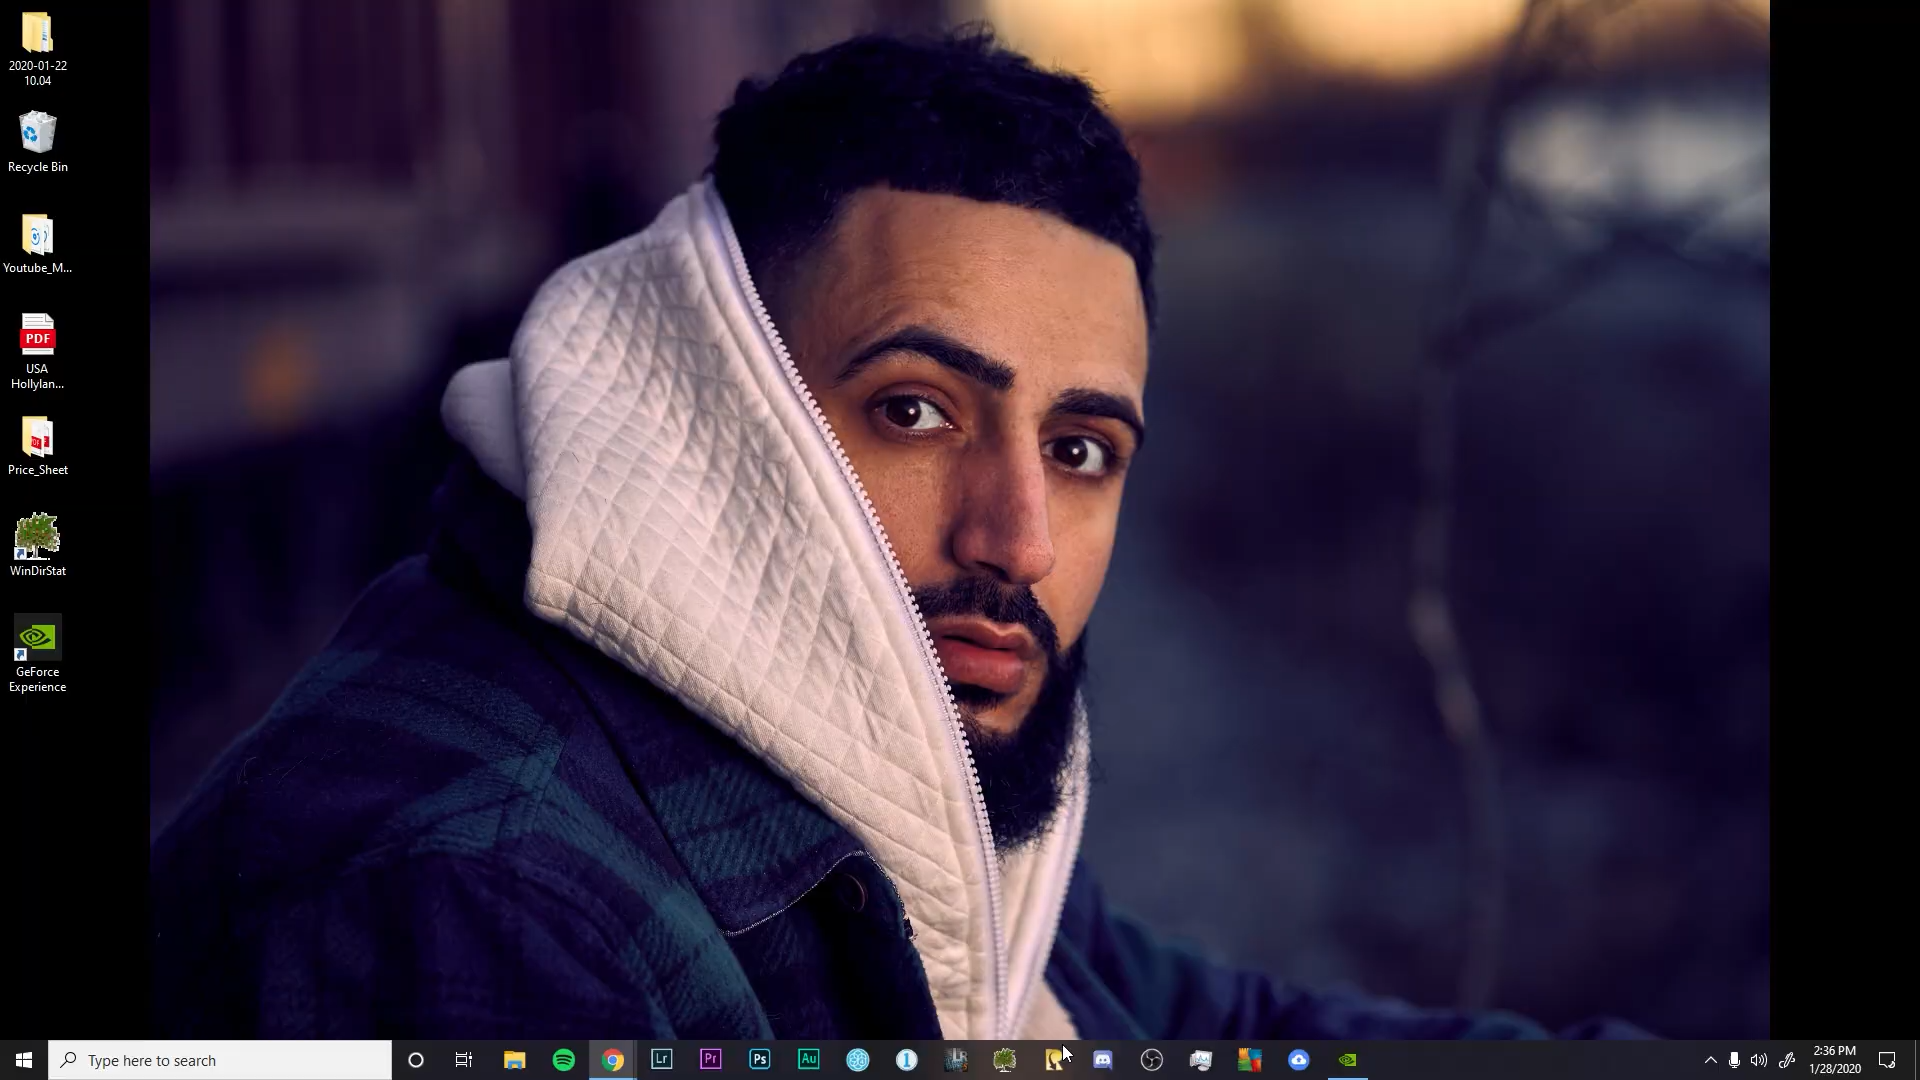 2020-01-22
10.04
Recycle Bin
Youtube_M...
PDF
USA
Hollylan...
Price_Sheet
WinDirStat
GeForce
Experience
Type here to search
Lr
Pr
Ps
Au
2:36 PM
1/28/2020